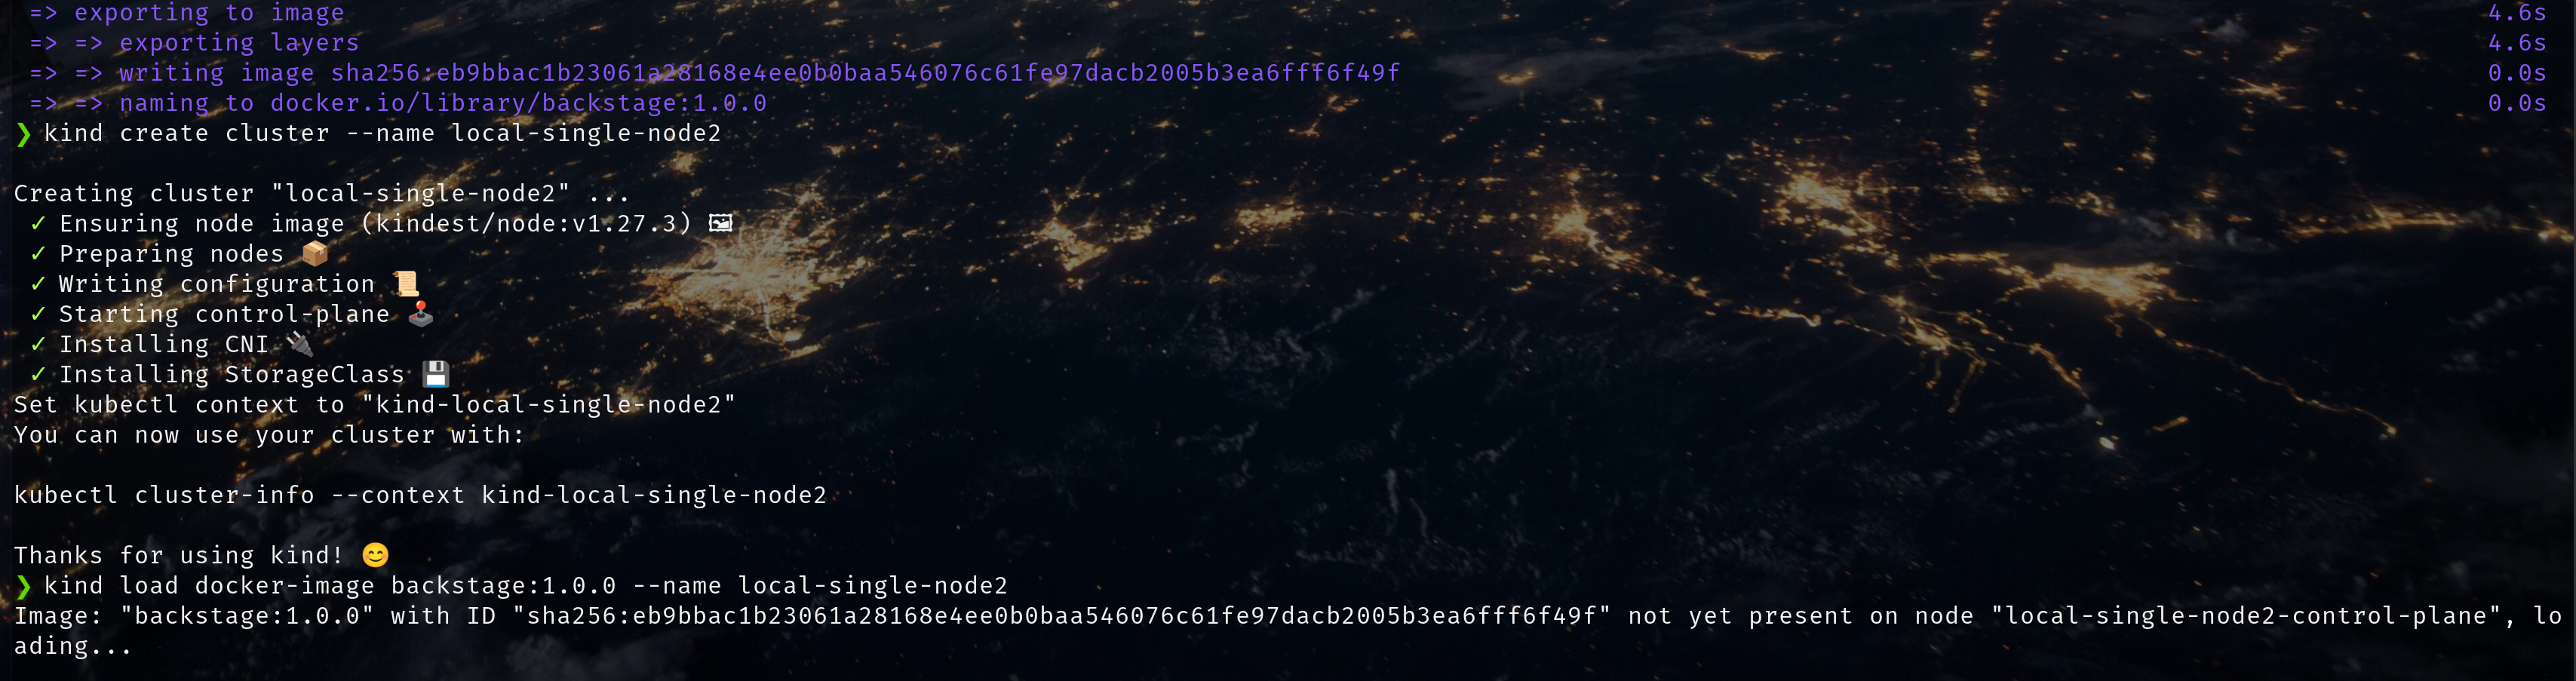 => exporting to image 4.6s
=> => exporting layers 4.6s
=> => writing image sha256:eb9bbac1b23061a28168e4ee0b0baa546076c61fe97dacb2005b3ea6fff6f49f 0.0s
=> => naming to docker.io/library/backstage:1.0.0 0.0s
❯ kind create cluster --name local-single-node2
Creating cluster "local-single-node2" ...
✓ Ensuring node image (kindest/node:v1.27.3) 🖼
✓ Preparing nodes 📦
✓ Writing configuration 📜
✓ Starting control-plane 🕹️
✓ Installing CNI 🔌
✓ Installing StorageClass 💾
Set kubectl context to "kind-local-single-node2"
You can now use your cluster with:
kubectl cluster-info --context kind-local-single-node2
Thanks for using kind! 😊
❯ kind load docker-image backstage:1.0.0 --name local-single-node2
Image: "backstage:1.0.0" with ID "sha256:eb9bbac1b23061a28168e4ee0b0baa546076c61fe97dacb2005b3ea6fff6f49f" not yet present on node "local-single-node2-control-plane", lo
ading...